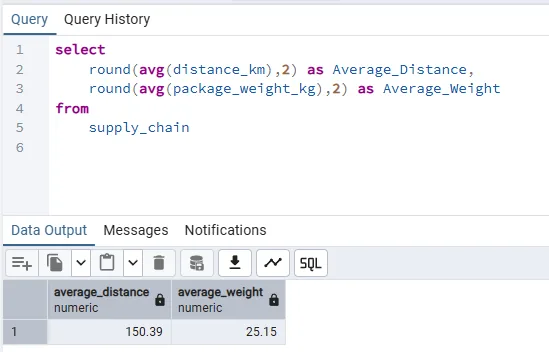 Query Query History
1 select
2 round(avg(distance_km),2) as Average_Distance,
3 round(avg(package_weight_kg),2) as Average_Weight
4 from
5 supply_chain
6
Data Output Messages Notifications
SQL
average_distance average_weight
numeric numeric
1 150.39 25.15